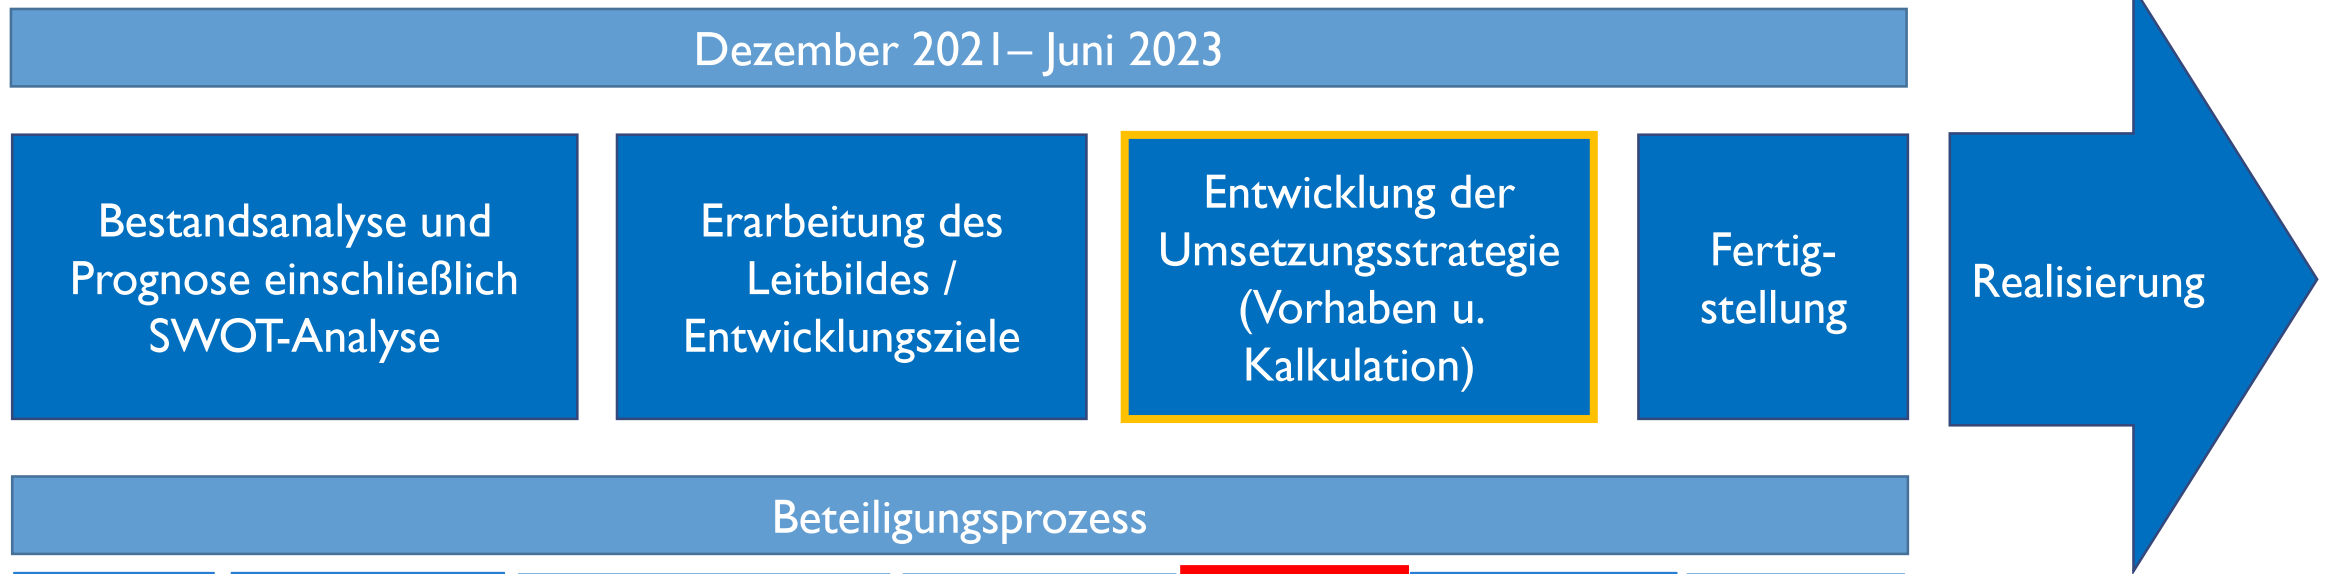 Dezember 2021– Juni 2023
Bestandsanalyse und
Prognose einschließlich
SWOT-Analyse
Erarbeitung des
Leitbildes /
Entwicklungsziele
Entwicklung der
Umsetzungsstrategie
(Vorhaben u.
Kalkulation)
Fertig-
stellung
Realisierung
Beteiligungsprozess